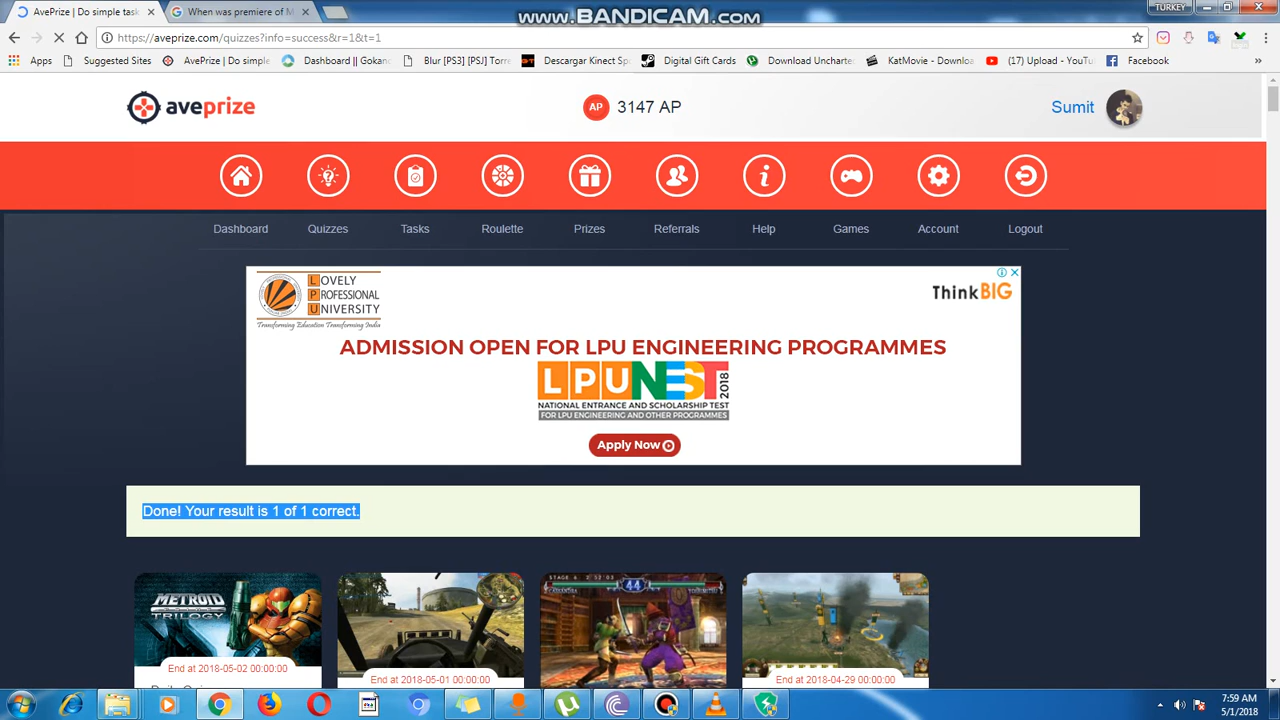 www.BANDICAM.com
TURKEY
AvePrize | Do simple task
When was premiere of M
https://aveprize.com/quizzes?info=success&r=1&t=1
Apps
Suggested Sites
AvePrize | Do simple
Dashboard || Gokano
Blur [PS3] [PSJ] Torre
Descargar Kinect Spo
Digital Gift Cards
Download Uncharte
KatMovie - Downloa
(17) Upload - YouTu
Facebook
»
aveprize
AP
3147 AP
Sumit
Dashboard
Quizzes
Tasks
Roulette
Prizes
Referrals
Help
Games
Account
Logout
LOVELY
PROFESSIONAL
UNIVERSITY
Transforming Education Transforming India
ThinkBIG
ADMISSION OPEN FOR LPU ENGINEERING PROGRAMMES
LPUNEST 2018
NATIONAL ENTRANCE AND SCHOLARSHIP TEST
FOR LPU ENGINEERING AND OTHER PROGRAMMES
Apply Now
Done! Your result is 1 of 1 correct.
METROID
TRILOGY
44
End at 2018-05-02 00:00:00
End at 2018-05-01 00:00:00
End at 2018-04-29 00:00:00
7:59 AM
5/1/2018